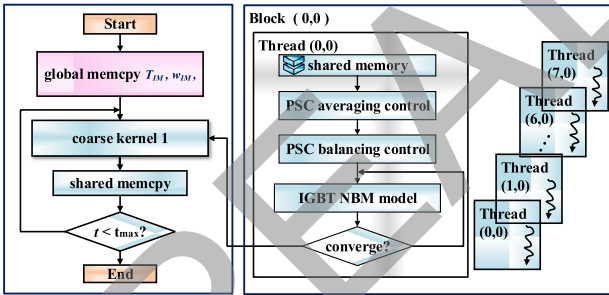 Start
global memcpy T_IM, w_IM,
coarse kernel 1
shared memcpy
t < tmax?
End
Block (0,0)
Thread (0,0)
shared memory
PSC averaging control
PSC balancing control
IGBT NBM model
converge?
Thread
(7,0)
Thread
(6,0)
Thread
(1,0)
Thread
(0,0)